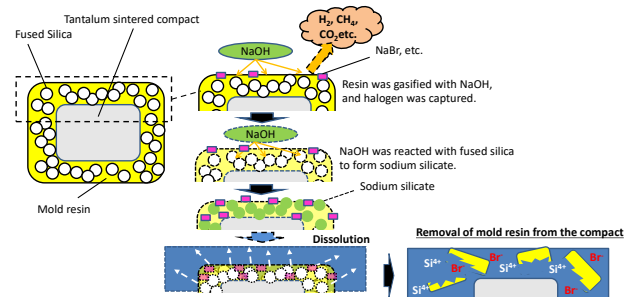 Tantalum sintered compact
Fused Silica
Mold resin
H2, CH4,
CO2etc.
NaOH
NaBr, etc.
Resin was gasified with NaOH,
and halogen was captured.
NaOH
NaOH was reacted with fused silica
to form sodium silicate.
Sodium silicate
Dissolution
Removal of mold resin from the compact
Si4+
Br-
Si4+
Br-
Si4+
Br-
Si4+